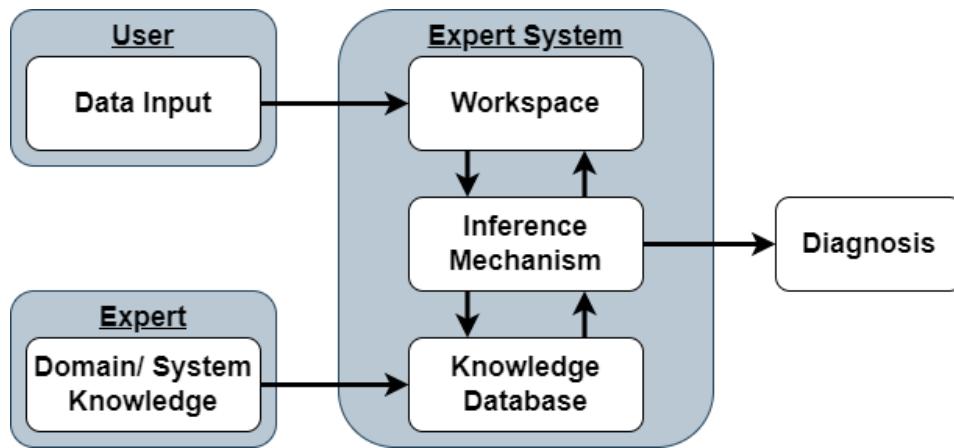 User
Data Input
Expert System
Workspace
Inference
Mechanism
Diagnosis
Expert
Domain/ System
Knowledge
Knowledge
Database